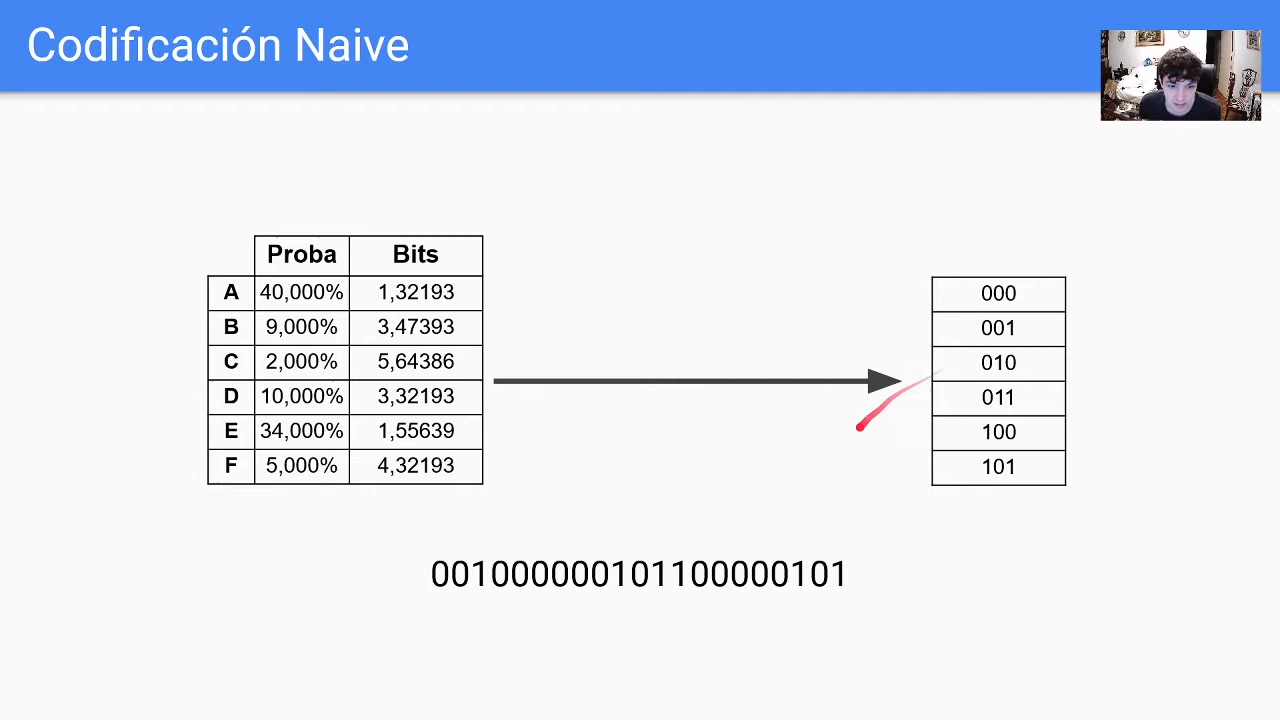 Codificación Naive
Proba Bits
A 40,000% 1,32193
B 9,000% 3,47393
C 2,000% 5,64386
D 10,000% 3,32193
E 34,000% 1,55639
F 5,000% 4,32193
000
001
010
011
100
101
001000000101100000101